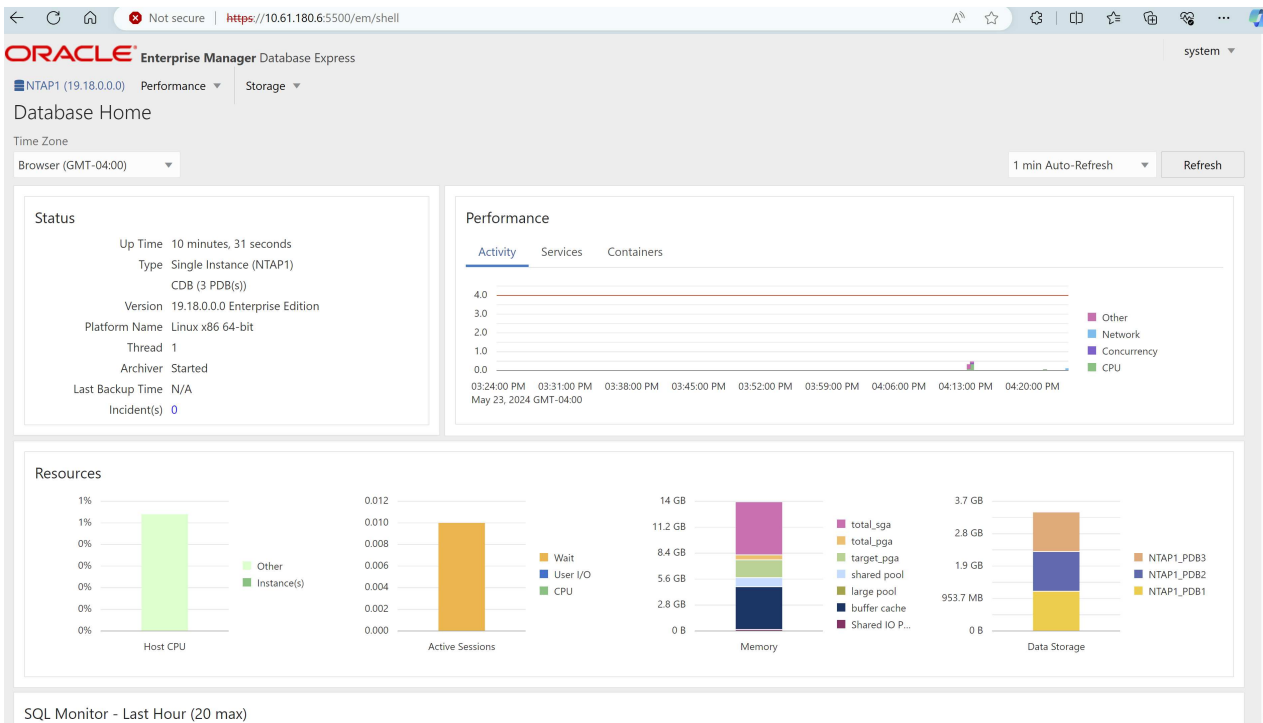 Not secure https://10.61.180.6:5500/em/shell
ORACLE Enterprise Manager Database Express
system
NTAP1 (19.18.0.0.0) Performance Storage
Database Home
Time Zone
Browser (GMT-04:00)
1 min Auto-Refresh Refresh
Status
Up Time 10 minutes, 31 seconds
Type Single Instance (NTAP1)
CDB (3 PDB(s))
Version 19.18.0.0.0 Enterprise Edition
Platform Name Linux x86 64-bit
Thread 1
Archiver Started
Last Backup Time N/A
Incident(s) 0
Performance
Activity Services Containers
4.0
3.0
2.0
1.0
0.0
03:24:00 PM 03:31:00 PM 03:38:00 PM 03:45:00 PM 03:52:00 PM 03:59:00 PM 04:06:00 PM 04:13:00 PM 04:20:00 PM
May 23, 2024 GMT-04:00
Other
Network
Concurrency
CPU
Resources
1%
1%
0%
0%
0%
0%
0%
Host CPU
Other
Instance(s)
0.012
0.010
0.008
0.006
0.004
0.002
0.000
Active Sessions
Wait
User I/O
CPU
14 GB
11.2 GB
8.4 GB
5.6 GB
2.8 GB
0 B
Memory
total_sga
total_pga
target_pga
shared pool
large pool
buffer cache
Shared IO P...
3.7 GB
2.8 GB
1.9 GB
953.7 MB
0 B
Data Storage
NTAP1_PDB3
NTAP1_PDB2
NTAP1_PDB1
SQL Monitor - Last Hour (20 max)